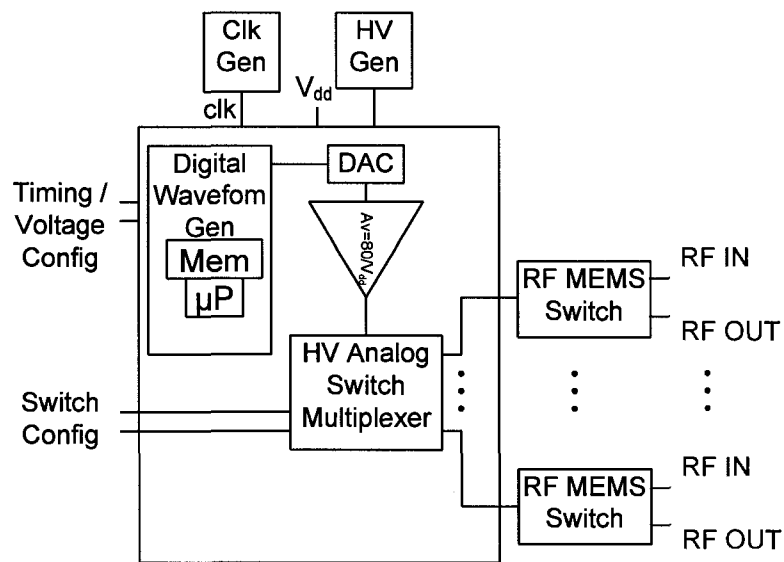 Clk
Gen
HV
Gen
clk
Vdd
Digital
Wavefom
Gen
Mem
µP
DAC
Av=80/Vdd
Timing /
Voltage
Config
HV Analog
Switch
Multiplexer
Switch
Config
RF MEMS
Switch
RF IN
RF OUT
RF MEMS
Switch
RF IN
RF OUT